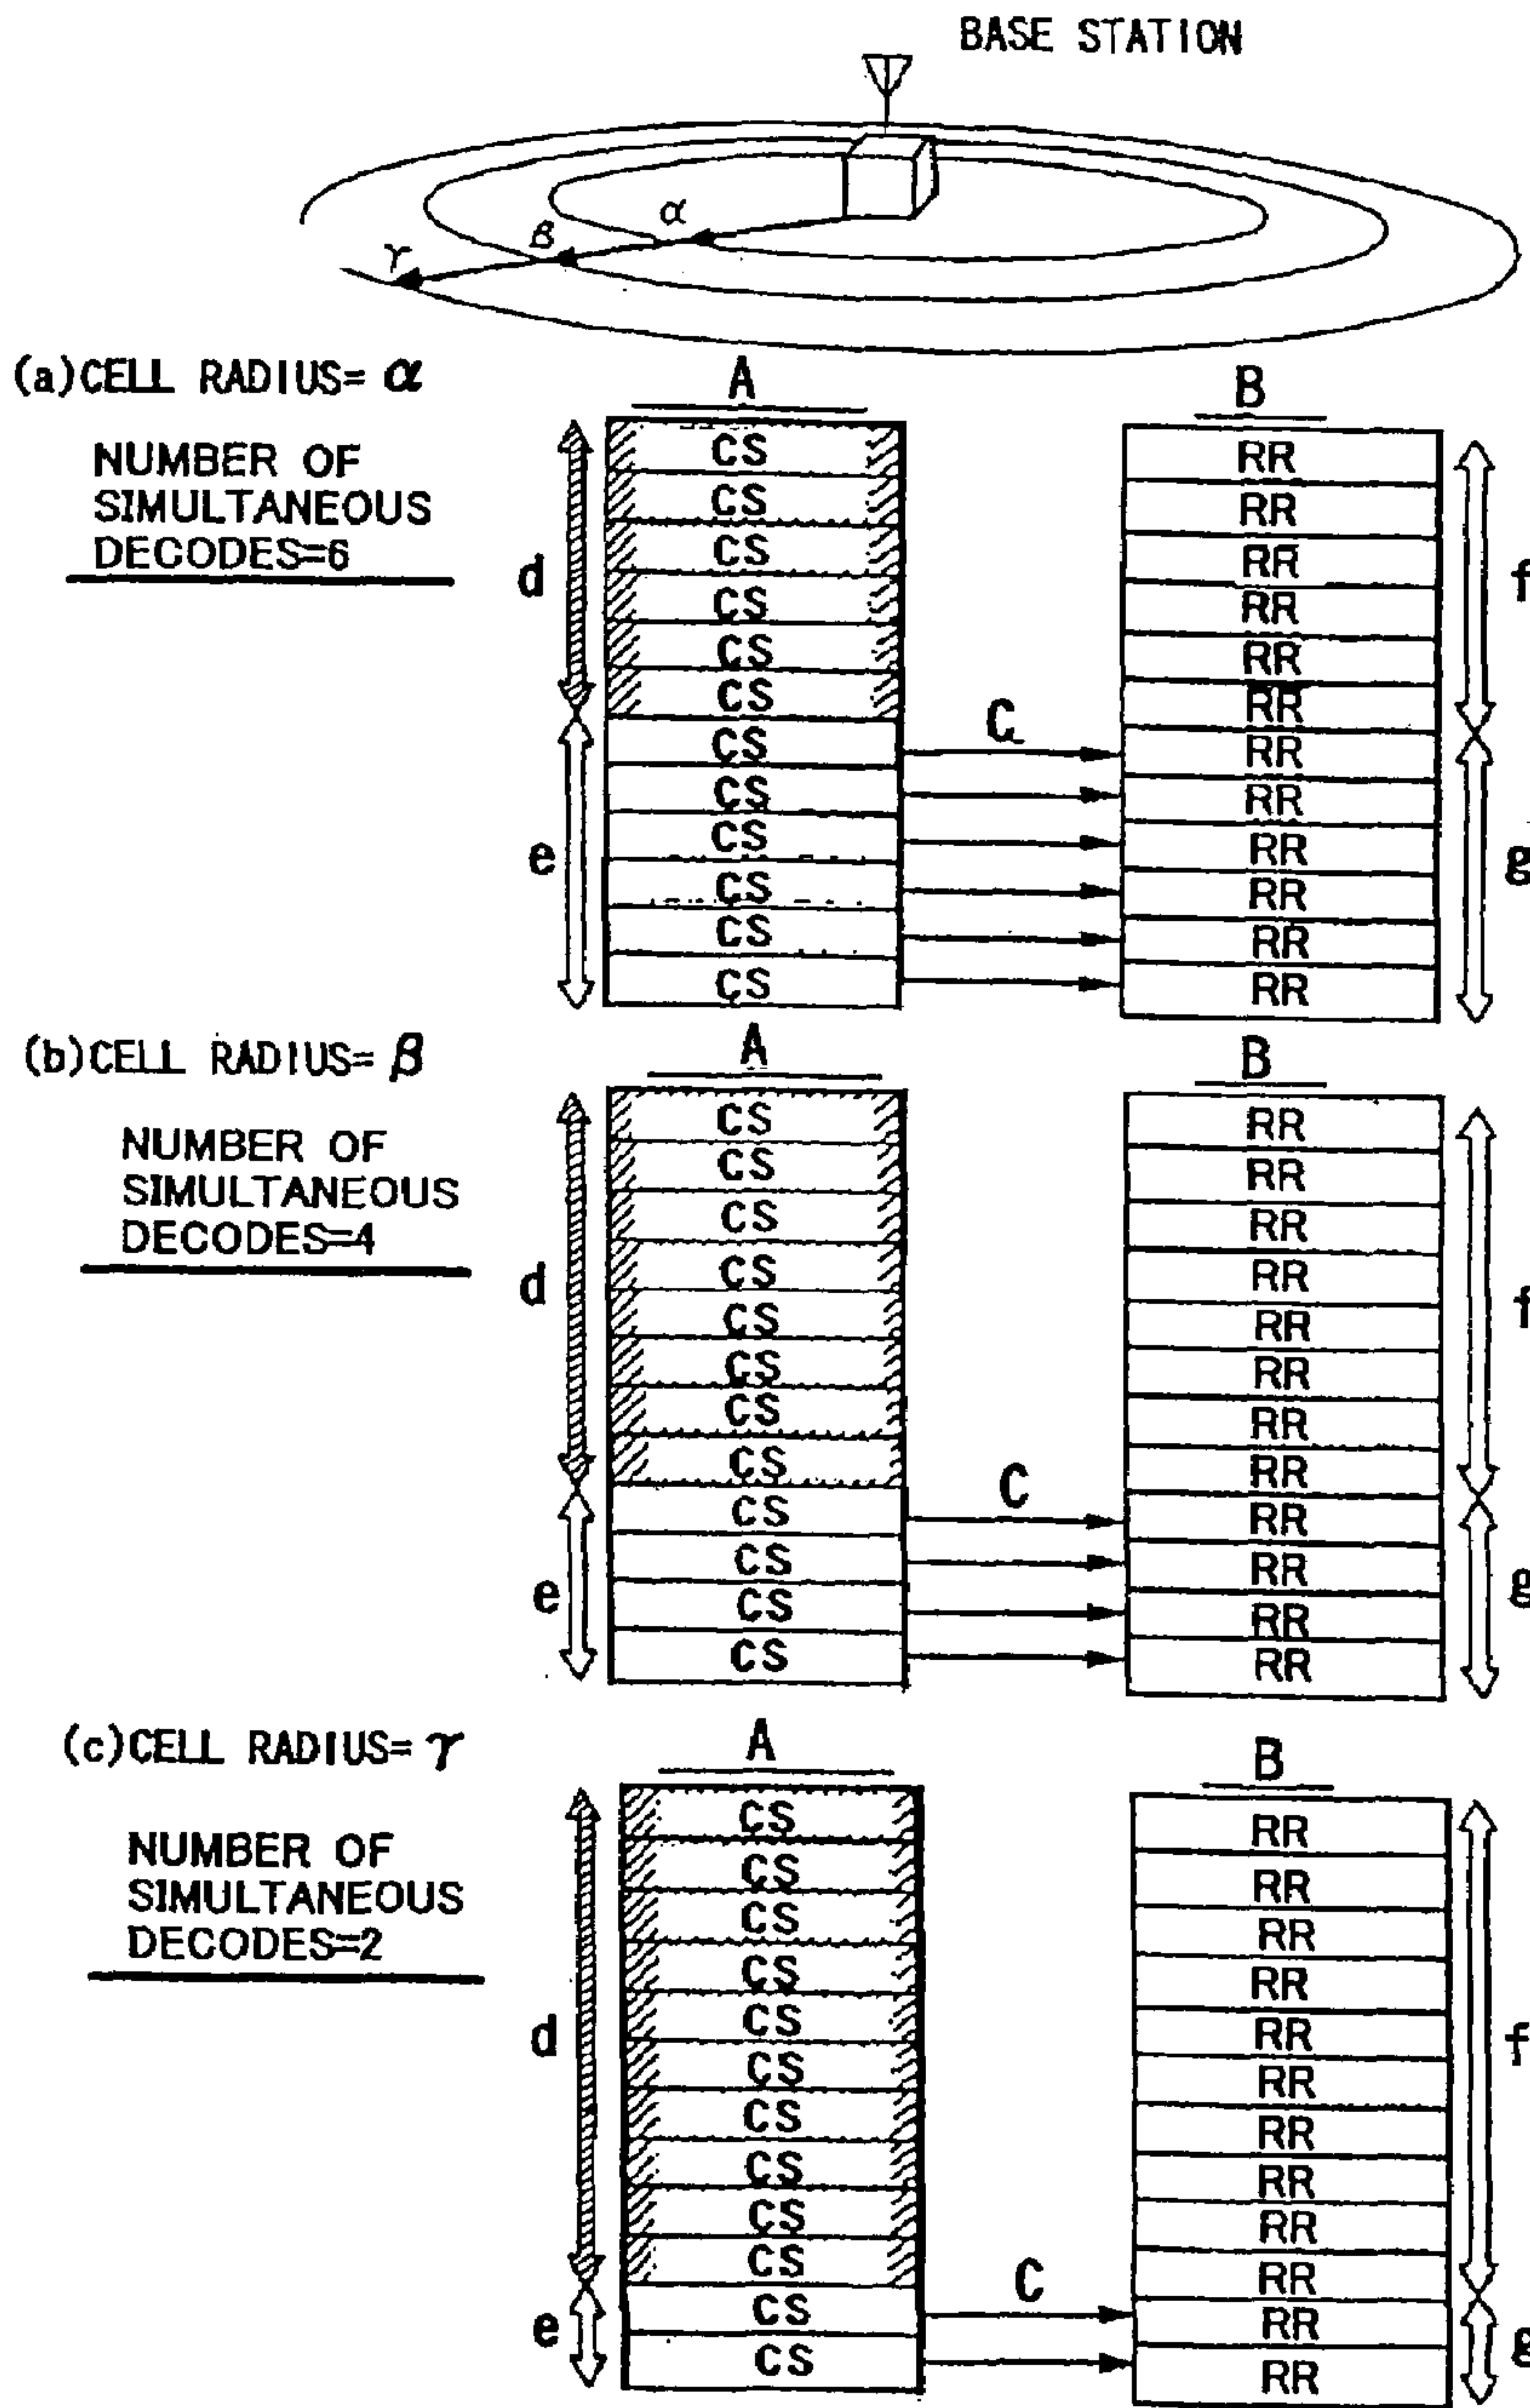 BASE STATION
α
β
γ
(a)CELL RADIUS= α
NUMBER OF
SIMULTANEOUS
DECODES=6
A
B
CS
CS
CS
CS
CS
CS
CS
CS
CS
CS
CS
CS
RR
RR
RR
RR
RR
RR
RR
RR
RR
RR
RR
RR
d
e
C
f
g
(b)CELL RADIUS= β
NUMBER OF
SIMULTANEOUS
DECODES=4
A
B
CS
CS
CS
CS
CS
CS
CS
CS
CS
CS
CS
CS
RR
RR
RR
RR
RR
RR
RR
RR
RR
RR
RR
RR
d
e
C
f
g
(c)CELL RADIUS= γ
NUMBER OF
SIMULTANEOUS
DECODES=2
A
B
CS
CS
CS
CS
CS
CS
CS
CS
CS
CS
CS
CS
RR
RR
RR
RR
RR
RR
RR
RR
RR
RR
RR
RR
d
e
C
f
g